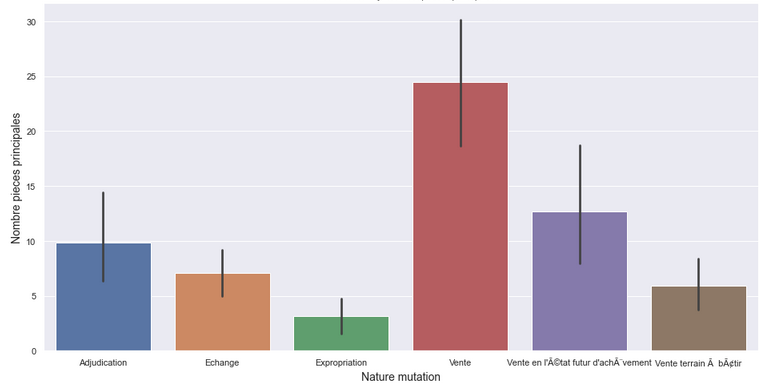 Nombre pieces principales
30
25
20
15
10
5
0
Adjudication Echange Expropriation Vente Vente en l'Ã©tat futur d'achÃ¨vement Vente terrain Ã  bÃ¢tir
Nature mutation